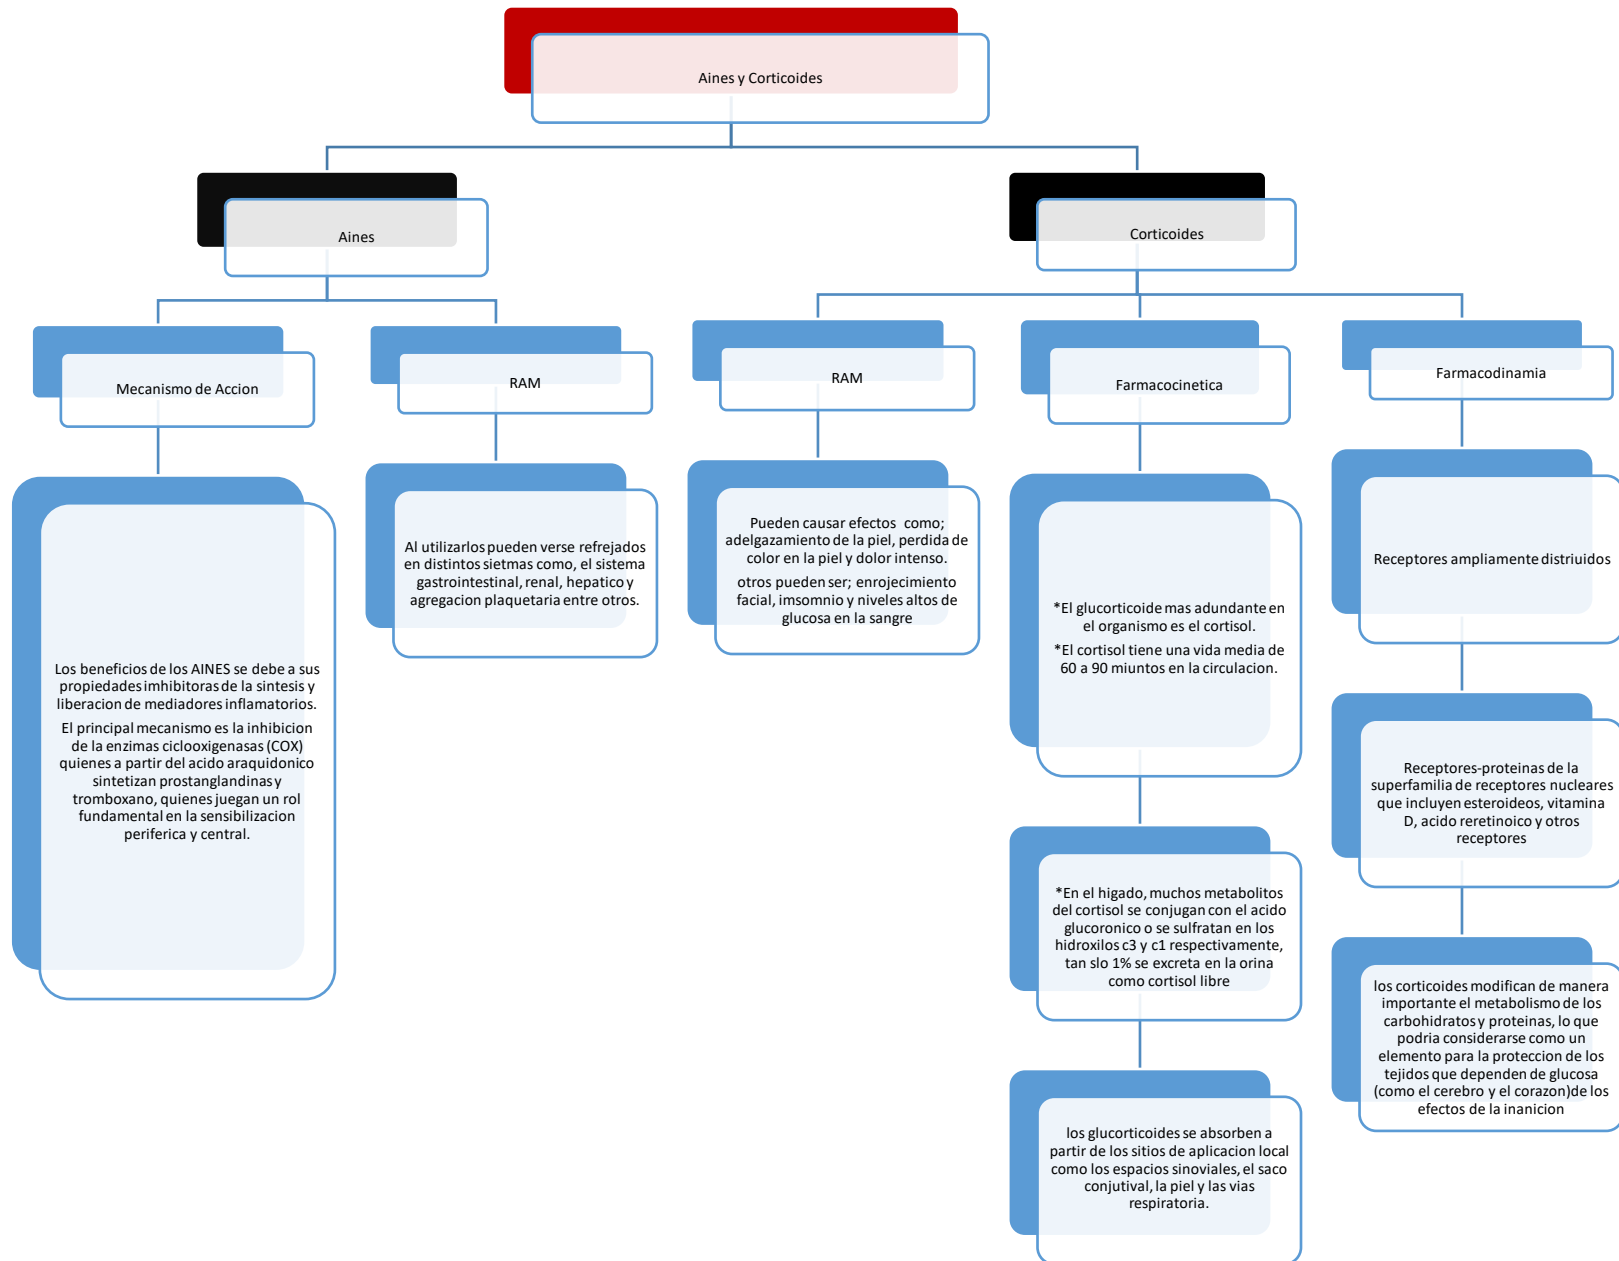 Aines y Corticoides
Aines
Corticoides
Mecanismo de Accion
RAM
RAM
Farmacocinetica
Farmacodinamia
Los beneficios de los AINES se debe a sus
propiedades imhibitoras de la sintesis y
liberacion de mediadores inflamatorios.
El principal mecanismo es la inhibicion
de la enzimas ciclooxigenasas (COX)
quienes a partir del acido araquidonico
sintetizan prostanglandinas y
tromboxano, quienes juegan un rol
fundamental en la sensibilizacion
periferica y central.
Al utilizarlos pueden verse refrejados
en distintos sietmas como, el sistema
gastrointestinal, renal, hepatico y
agregacion plaquetaria entre otros.
Pueden causar efectos como;
adelgazamiento de la piel, perdida de
color en la piel y dolor intenso.
otros pueden ser; enrojecimiento
facial, imsomnio y niveles altos de
glucosa en la sangre
*El glucorticoide mas adundante en
el organismo es el cortisol.
*El cortisol tiene una vida media de
60 a 90 miuntos en la circulacion.
*En el higado, muchos metabolitos
del cortisol se conjugan con el acido
glucoronico o se sulfratan en los
hidroxilos c3 y c1 respectivamente,
tan slo 1% se excreta en la orina
como cortisol libre
los glucorticoides se absorben a
partir de los sitios de aplicacion local
como los espacios sinoviales, el saco
conjutival, la piel y las vias
respiratoria.
Receptores ampliamente distriuidos
Receptores-proteinas de la
superfamilia de receptores nucleares
que incluyen esteroideos, vitamina
D, acido reretinoico y otros
receptores
los corticoides modifican de manera
importante el metabolismo de los
carbohidratos y proteinas, lo que
podria considerarse como un
elemento para la proteccion de los
tejidos que dependen de glucosa
(como el cerebro y el corazon)de los
efectos de la inanicion